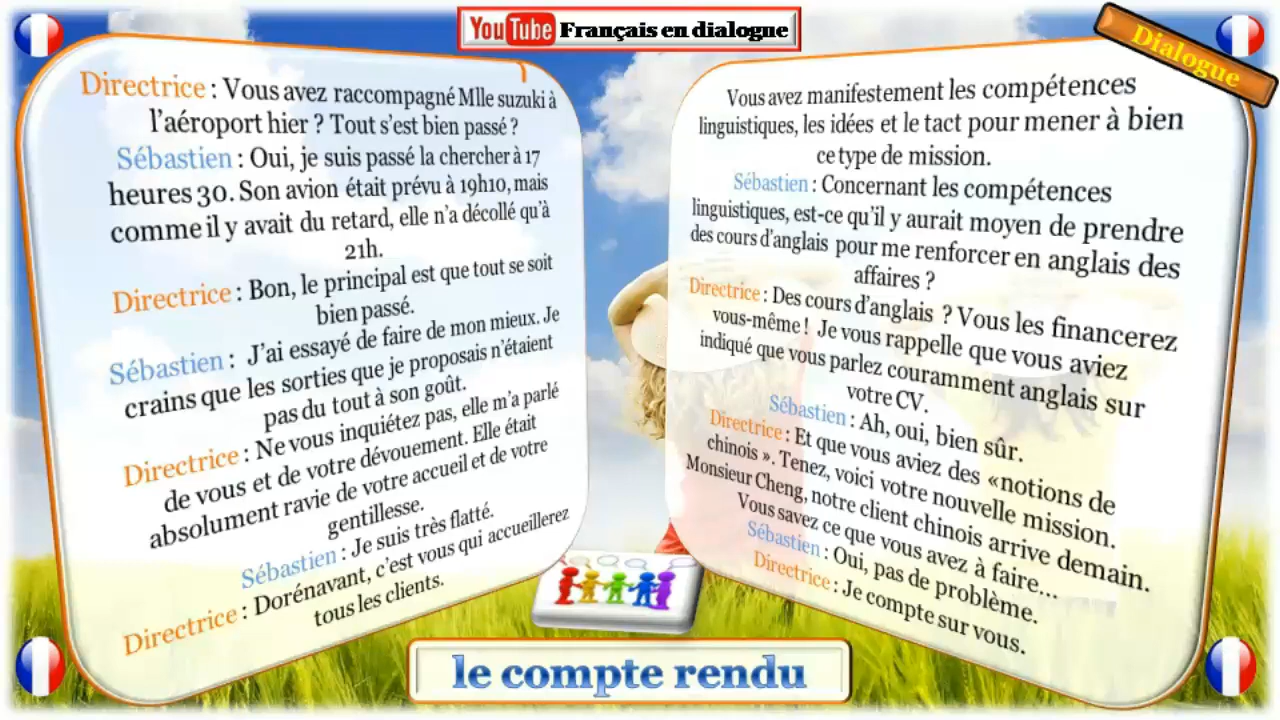 YouTube Français en dialogue
Dialogue
Directrice : Vous avez raccompagné Mlle suzuki à
l'aéroport hier ? Tout s'est bien passé ?
Sébastien : Oui, je suis passé la chercher à 17
heures 30. Son avion était prévu à 19h10, mais
comme il y avait du retard, elle n'a décollé qu'à
21h.
Directrice : Bon, le principal est que tout se soit
bien passé.
Sébastien : J'ai essayé de faire de mon mieux. Je
crains que les sorties que je proposais n'étaient
pas du tout à son goût.
Directrice : Ne vous inquiétez pas, elle m'a parlé
de vous et de votre dévouement. Elle était
absolument ravie de votre accueil et de votre
gentillesse.
Sébastien : Je suis très flatté.
Directrice : Dorénavant, c'est vous qui accueillerez
tous les clients.
Vous avez manifestement les compétences
linguistiques, les idées et le tact pour mener à bien
ce type de mission.
Sébastien : Concernant les compétences
linguistiques, est-ce qu'il y aurait moyen de prendre
des cours d'anglais pour me renforcer en anglais des
affaires ?
Directrice : Des cours d'anglais ? Vous les financerez
vous-même ! Je vous rappelle que vous aviez
indiqué que vous parlez couramment anglais sur
votre CV.
Sébastien : Ah, oui, bien sûr.
Directrice : Et que vous aviez des «notions de
chinois ». Tenez, voici votre nouvelle mission.
Monsieur Cheng, notre client chinois arrive demain.
Vous savez ce que vous avez à faire...
Sébastien : Oui, pas de problème.
Directrice : Je compte sur vous.
le compte rendu